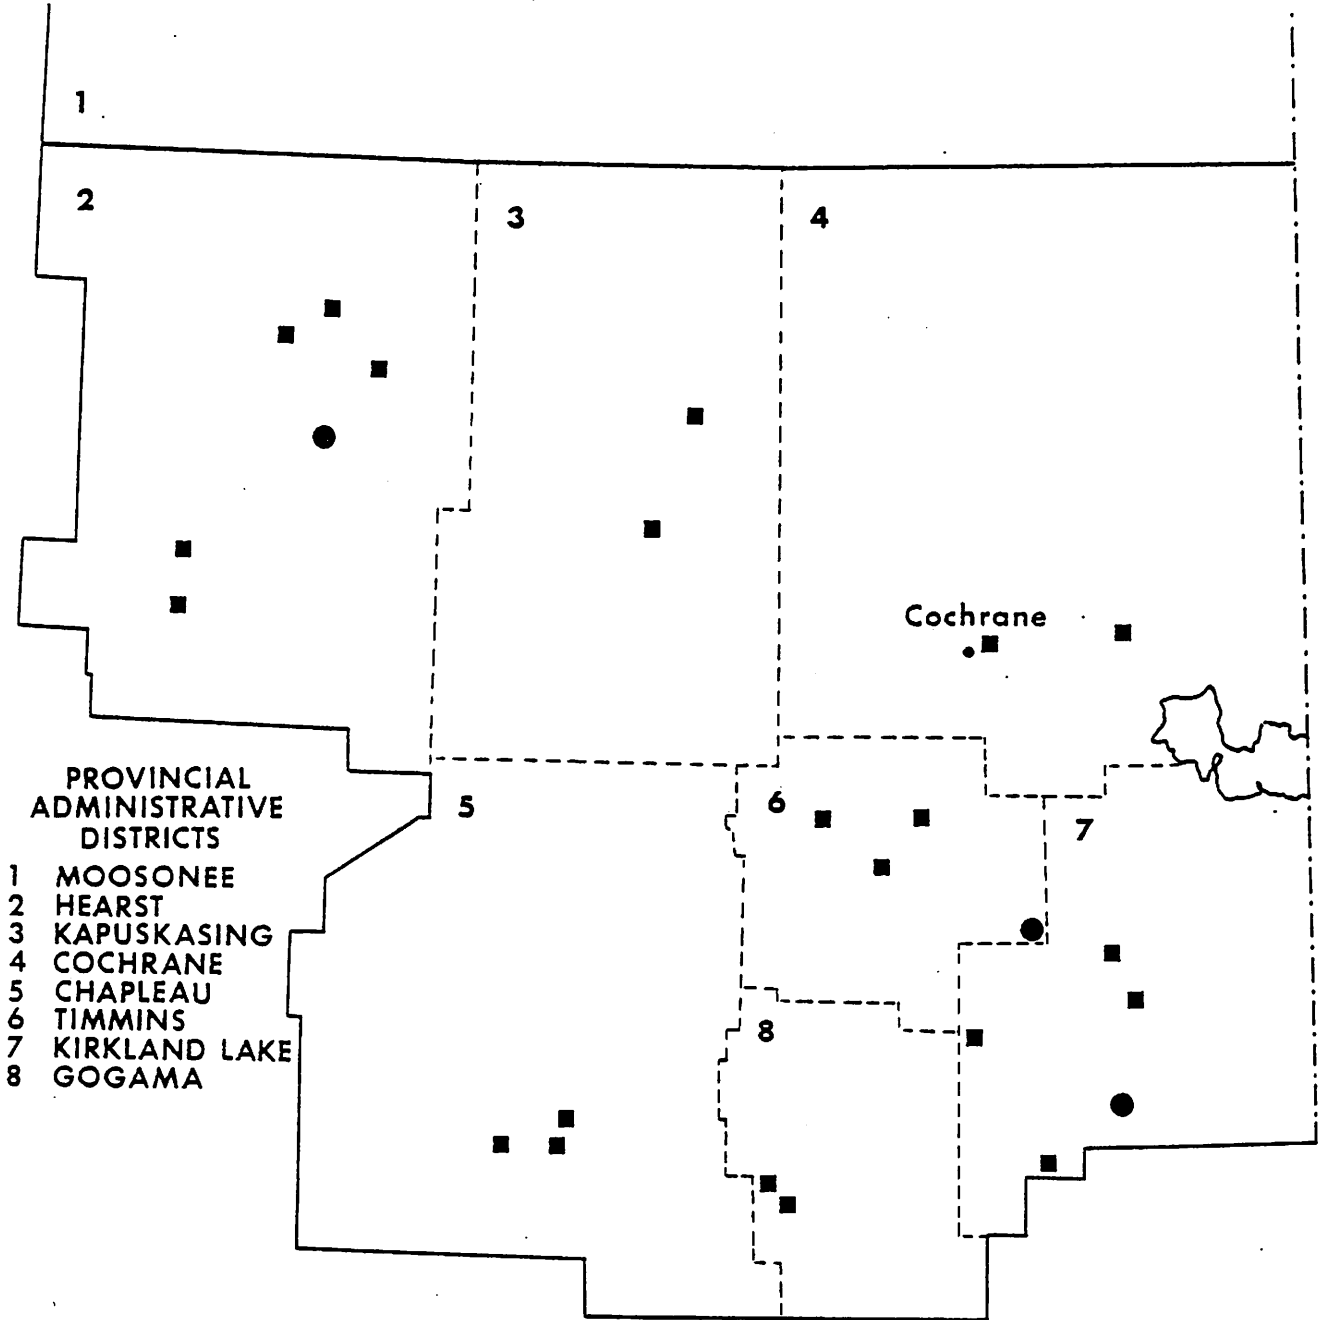 1
2
3
4
Cochrane
5
6
7
8
PROVINCIAL
ADMINISTRATIVE
DISTRICTS
1 MOOSONEE
2 HEARST
3 KAPUSKASING
4 COCHRANE
5 CHAPLEAU
6 TIMMINS
7 KIRKLAND LAKE
8 GOGAMA